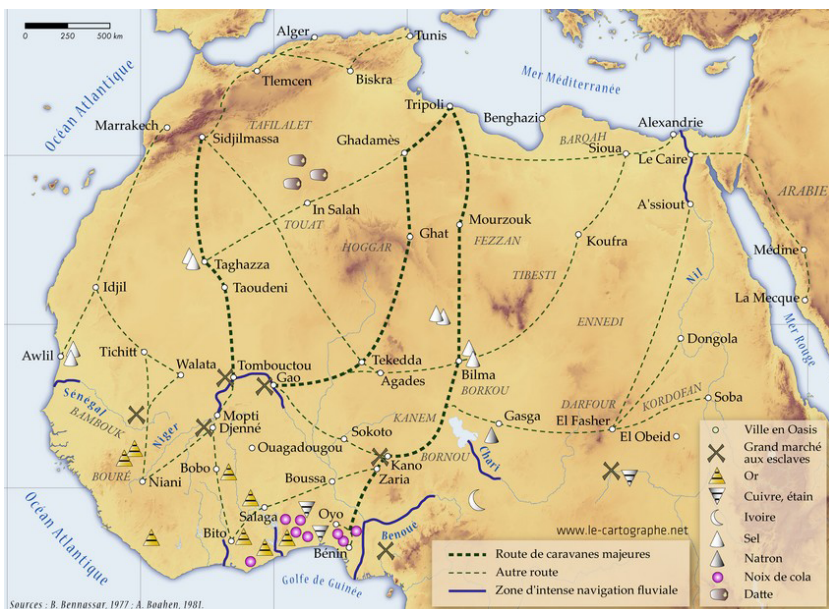 0 250 500 km
Océan Atlantique
Alger
Tunis
Tlemcen
Biskra
Mer Méditerranée
Marrakech
TAFILALET
Sidjilmassa
Tripoli
Ghadamès
Benghazi
BARQAH
Alexandrie
Sioua
Le Caire
In Salah
TOUAT
A'ssiout
ARABIE
HOGGAR
Ghat
Mourzouk
FEZZAN
Koufra
Médine
Taghazza
TIBESTI
Nil
Idjil
Taoudeni
La Mecque
ENNEDI
Mer Rouge
Awlil
Tichitt
Walata
Tombouctou
Gao
Tekedda
Agades
Bilma
BORKOU
Dongola
Sénégal
BAMBOUK
Niger
Mopti
Djenné
KANEM
Gasga
DARFOUR
KORDOFAN
Soba
El Fasher
El Obeid
Ouagadougou
Sokoto
BORNOU
Chari
BOURÉ
Niani
Bobo
Boussa
Kano
Zaria
Océan Atlantique
Salaga
Oyo
Bito
Bénin
Benoue
Golfe de Guinée
www.le-cartographe.net
Route de caravanes majeures
Autre route
Zone d'intense navigation fluviale
Ville en Oasis
Grand marché
aux esclaves
Or
Cuivre, étain
Ivoire
Sel
Natron
Noix de cola
Datte
Sources : B. Bennassar, 1977 ; A. Boahen, 1981.